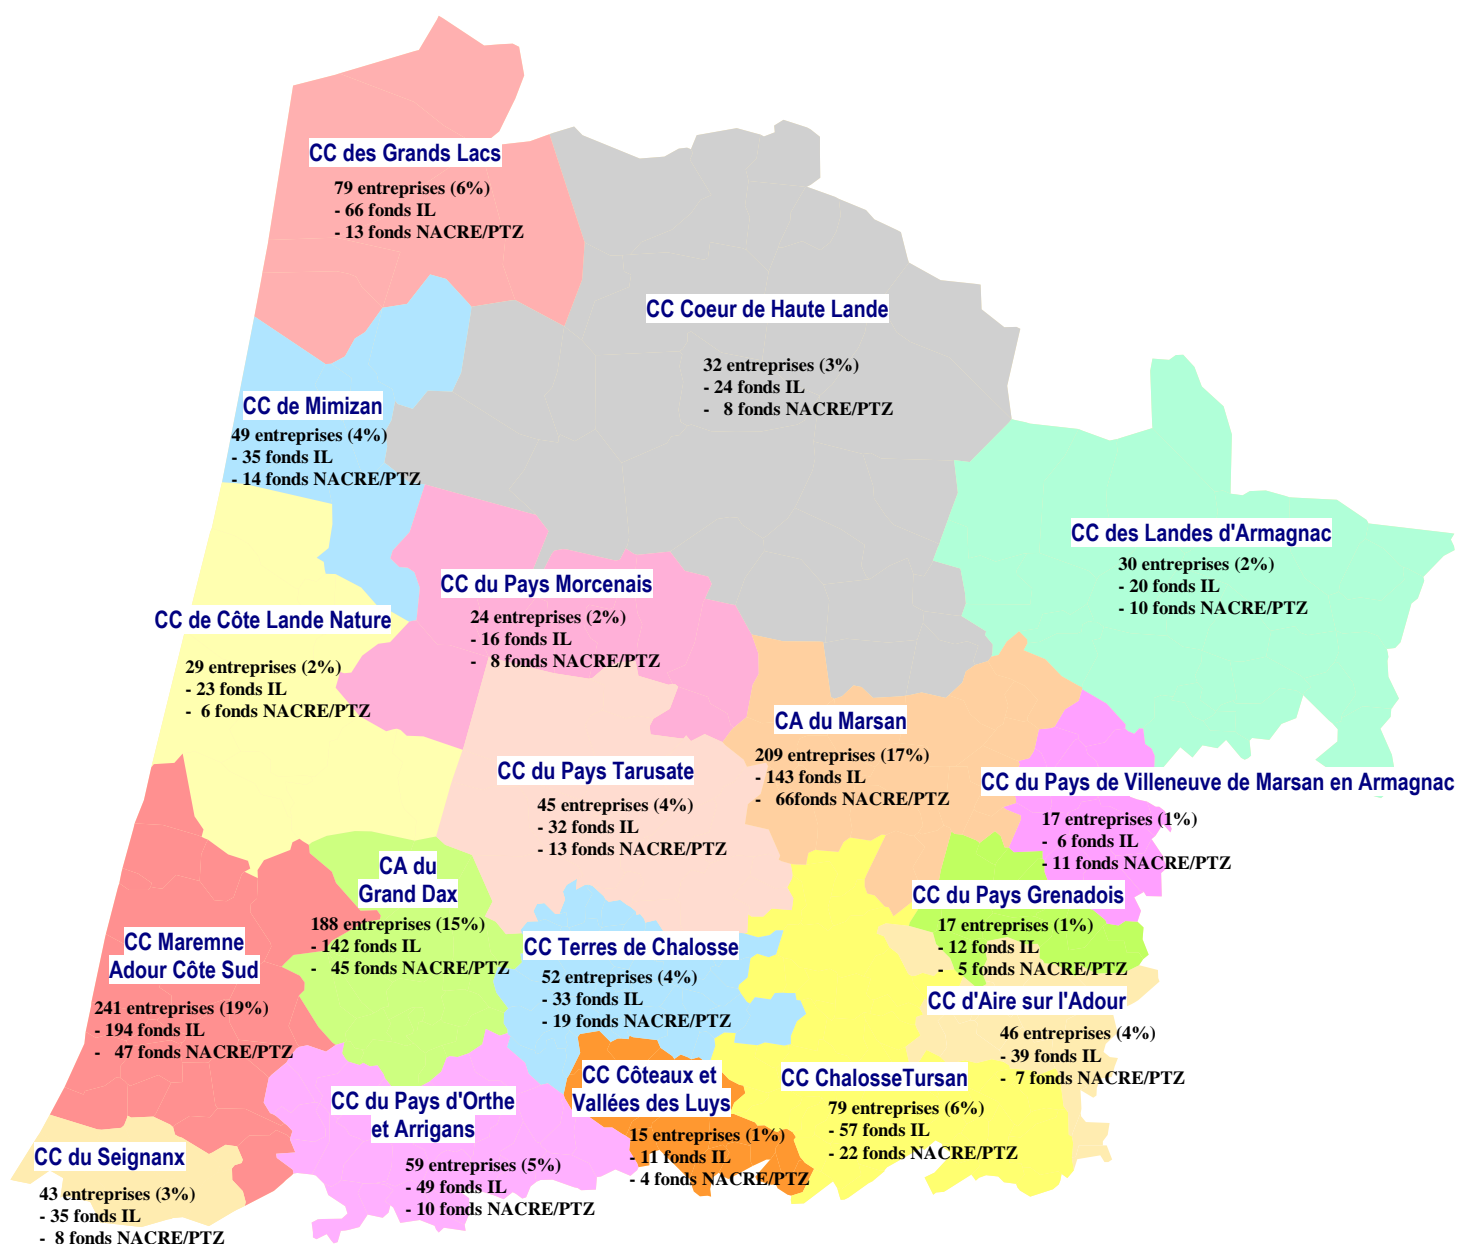 CC des Grands Lacs
79 entreprises (6%)
- 66 fonds IL
- 13 fonds NACRE/PTZ
CC Coeur de Haute Lande
32 entreprises (3%)
- 24 fonds IL
- 8 fonds NACRE/PTZ
CC de Mimizan
49 entreprises (4%)
- 35 fonds IL
- 14 fonds NACRE/PTZ
CC des Landes d'Armagnac
30 entreprises (2%)
- 20 fonds IL
- 10 fonds NACRE/PTZ
CC du Pays Morcenais
24 entreprises (2%)
- 16 fonds IL
- 8 fonds NACRE/PTZ
CC de Côte Lande Nature
29 entreprises (2%)
- 23 fonds IL
- 6 fonds NACRE/PTZ
CA du Marsan
209 entreprises (17%)
- 143 fonds IL
- 66fonds NACRE/PTZ
CC du Pays Tarusate
45 entreprises (4%)
- 32 fonds IL
- 13 fonds NACRE/PTZ
CC du Pays de Villeneuve de Marsan en Armagnac
17 entreprises (1%)
- 6 fonds IL
- 11 fonds NACRE/PTZ
CA du
Grand Dax
188 entreprises (15%)
- 142 fonds IL
- 45 fonds NACRE/PTZ
CC du Pays Grenadois
17 entreprises (1%)
- 12 fonds IL
- 5 fonds NACRE/PTZ
CC Maremne
Adour Côte Sud
241 entreprises (19%)
- 194 fonds IL
- 47 fonds NACRE/PTZ
CC Terres de Chalosse
52 entreprises (4%)
- 33 fonds IL
- 19 fonds NACRE/PTZ
CC d'Aire sur l'Adour
46 entreprises (4%)
- 39 fonds IL
- 7 fonds NACRE/PTZ
CC Côteaux et
Vallées des Luys
15 entreprises (1%)
- 11 fonds IL
- 4 fonds NACRE/PTZ
CC ChalosseTursan
79 entreprises (6%)
- 57 fonds IL
- 22 fonds NACRE/PTZ
CC du Pays d'Orthe
et Arrigans
59 entreprises (5%)
- 49 fonds IL
- 10 fonds NACRE/PTZ
CC du Seignanx
43 entreprises (3%)
- 35 fonds IL
- 8 fonds NACRE/PTZ